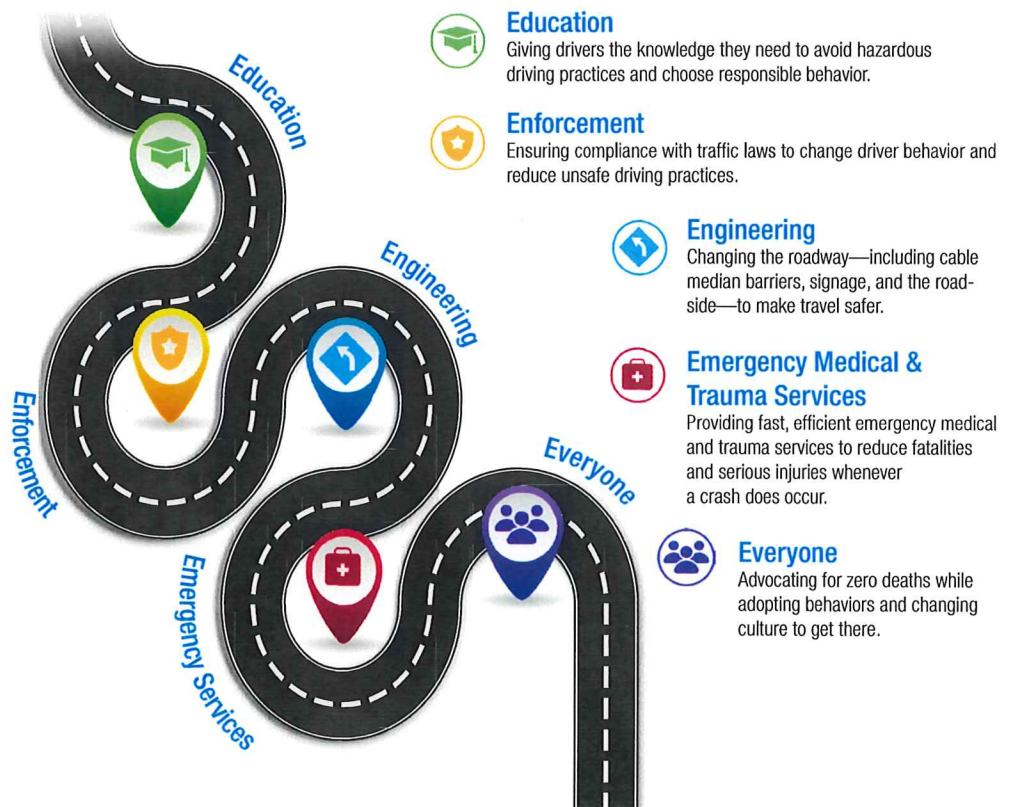 Education
Giving drivers the knowledge they need to avoid hazardous
driving practices and choose responsible behavior.
Enforcement
Ensuring compliance with traffic laws to change driver behavior and
reduce unsafe driving practices.
Engineering
Changing the roadway—including cable
median barriers, signage, and the road-
side—to make travel safer.
Emergency Medical &
Trauma Services
Providing fast, efficient emergency medical
and trauma services to reduce fatalities
and serious injuries whenever
a crash does occur.
Everyone
Advocating for zero deaths while
adopting behaviors and changing
culture to get there.
Education
Engineering
Enforcement
Everyone
Emergency Services